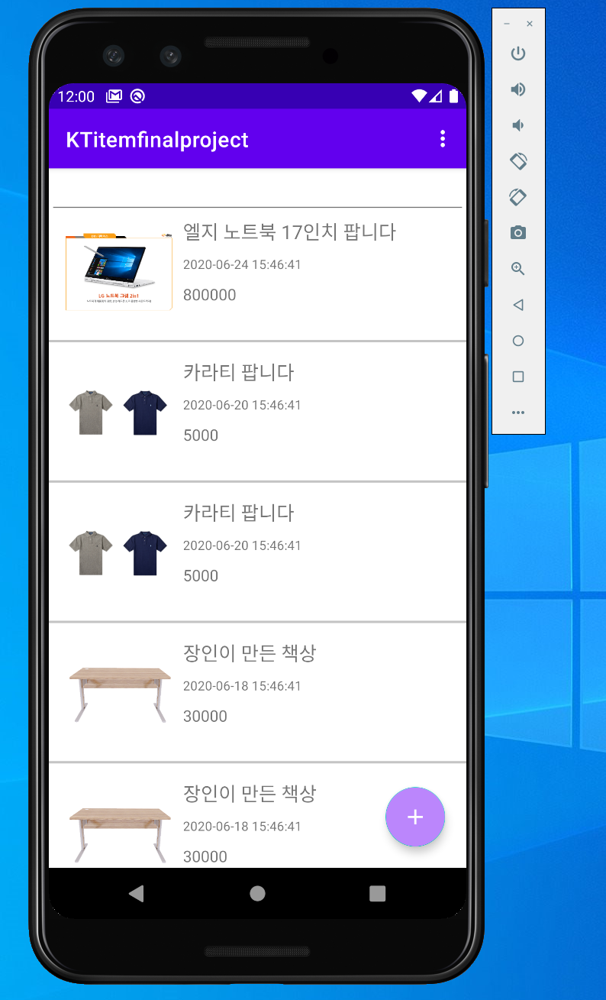 12:00
KTitemfinalproject
엘지 노트북 17인치 팝니다
2020-06-24 15:46:41
800000
LG 노트북 그램 2in1
카라티 팝니다
2020-06-20 15:46:41
5000
카라티 팝니다
2020-06-20 15:46:41
5000
장인이 만든 책상
2020-06-18 15:46:41
30000
장인이 만든 책상
2020-06-18 15:46:41
30000